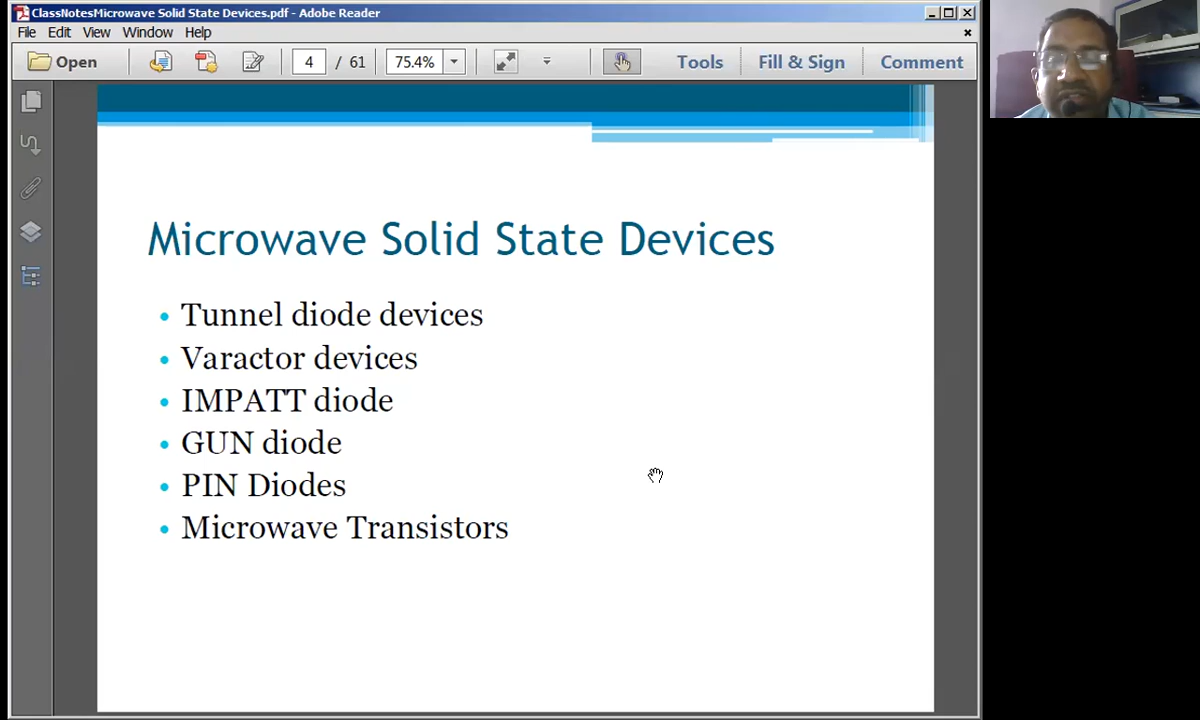 ClassNotesMicrowave Solid State Devices.pdf - Adobe Reader
File Edit View Window Help
Open 4 / 61 75.4% Tools Fill & Sign Comment
Microwave Solid State Devices
• Tunnel diode devices
• Varactor devices
• IMPATT diode
• GUN diode
• PIN Diodes
• Microwave Transistors